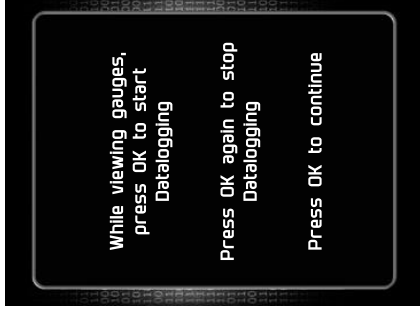 While viewing gauges,
press OK to start
Datalogging
Press OK again to stop
Datalogging
Press OK to continue